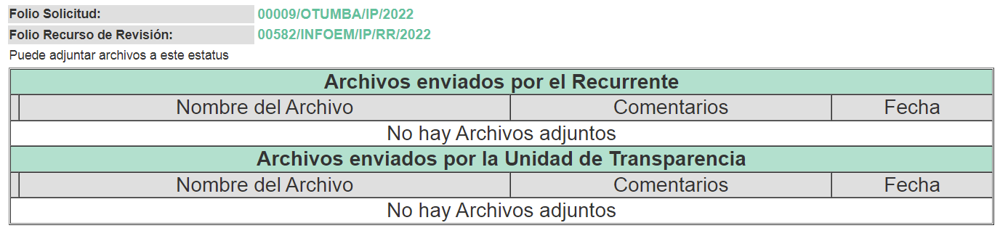 Folio Solicitud: 00009/OTUMBA/IP/2022
Folio Recurso de Revisión: 00582/INFOEM/IP/RR/2022
Puede adjuntar archivos a este estatus
Archivos enviados por el Recurrente
Nombre del Archivo Comentarios Fecha
No hay Archivos adjuntos
Archivos enviados por la Unidad de Transparencia
Nombre del Archivo Comentarios Fecha
No hay Archivos adjuntos